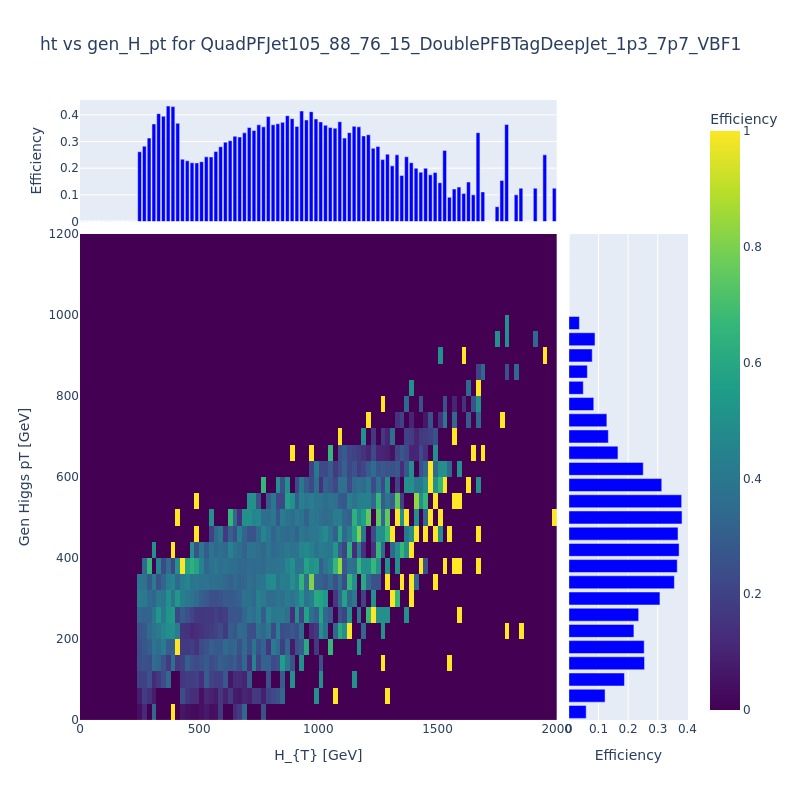 ht vs gen_H_pt for QuadPFJet105_88_76_15_DoublePFBTagDeepJet_1p3_7p7_VBF1
Efficiency
0.4
0.3
0.2
0.1
0
Efficiency
1
0.8
0.6
0.4
0.2
0
Gen Higgs pT [GeV]
1200
1000
800
600
400
200
0
0 500 1000 1500 2000
H_{T} [GeV]
0 0.1 0.2 0.3 0.4
Efficiency